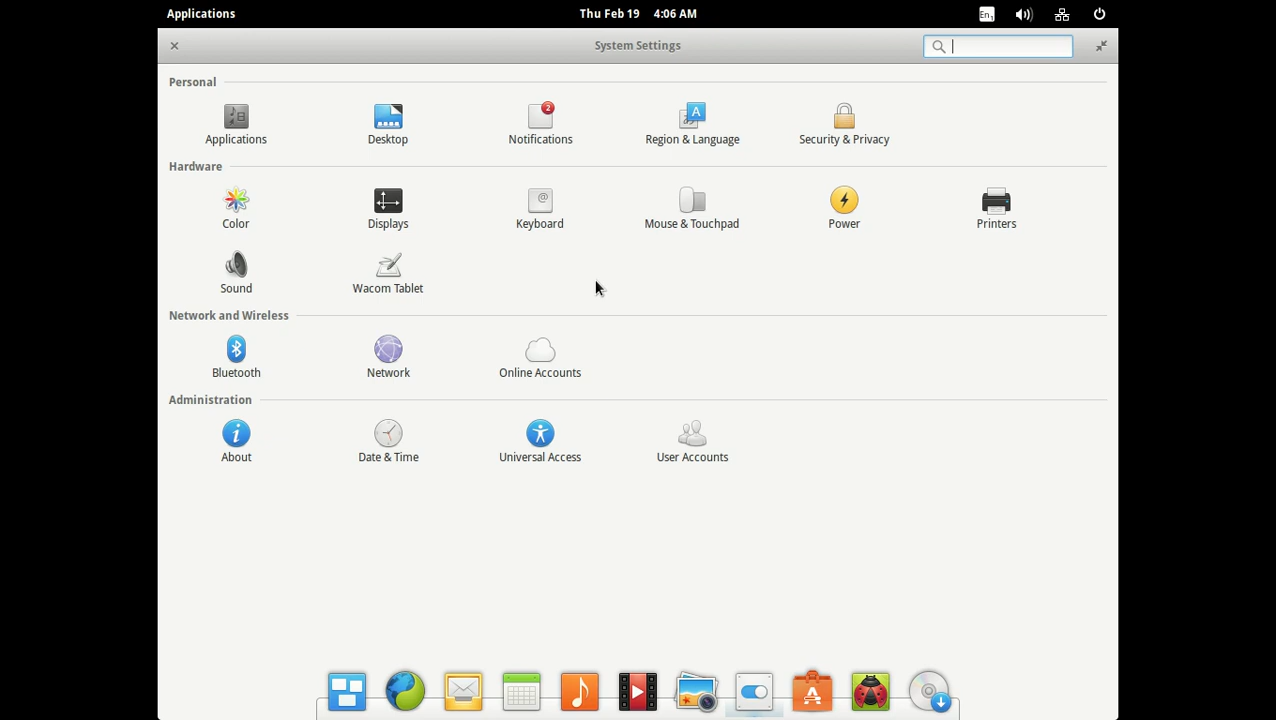 Applications
Thu Feb 19 4:06 AM
En1
System Settings
Personal
Applications
Desktop
2
Notifications
A
Region & Language
Security & Privacy
Hardware
Color
Displays
@
Keyboard
Mouse & Touchpad
Power
Printers
Sound
Wacom Tablet
Network and Wireless
Bluetooth
Network
Online Accounts
Administration
About
Date & Time
Universal Access
User Accounts